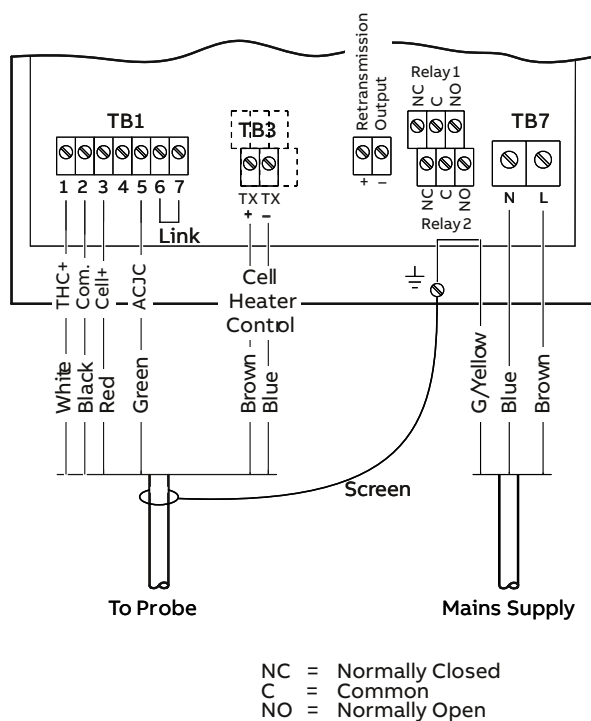 Retransmission
Output
Relay 1
NC C NO
TB1
TB3
TB7
1 2 3 4 5 6 7
Link
TX TX
+ –
+ –
NC C NO
Relay 2
N L
THC+
Com.
Cell+
ACJC
Cell
Heater
Control
White
Black
Red
Green
Brown
Blue
G/Yellow
Blue
Brown
Screen
To Probe
Mains Supply
NC = Normally Closed
C = Common
NO = Normally Open